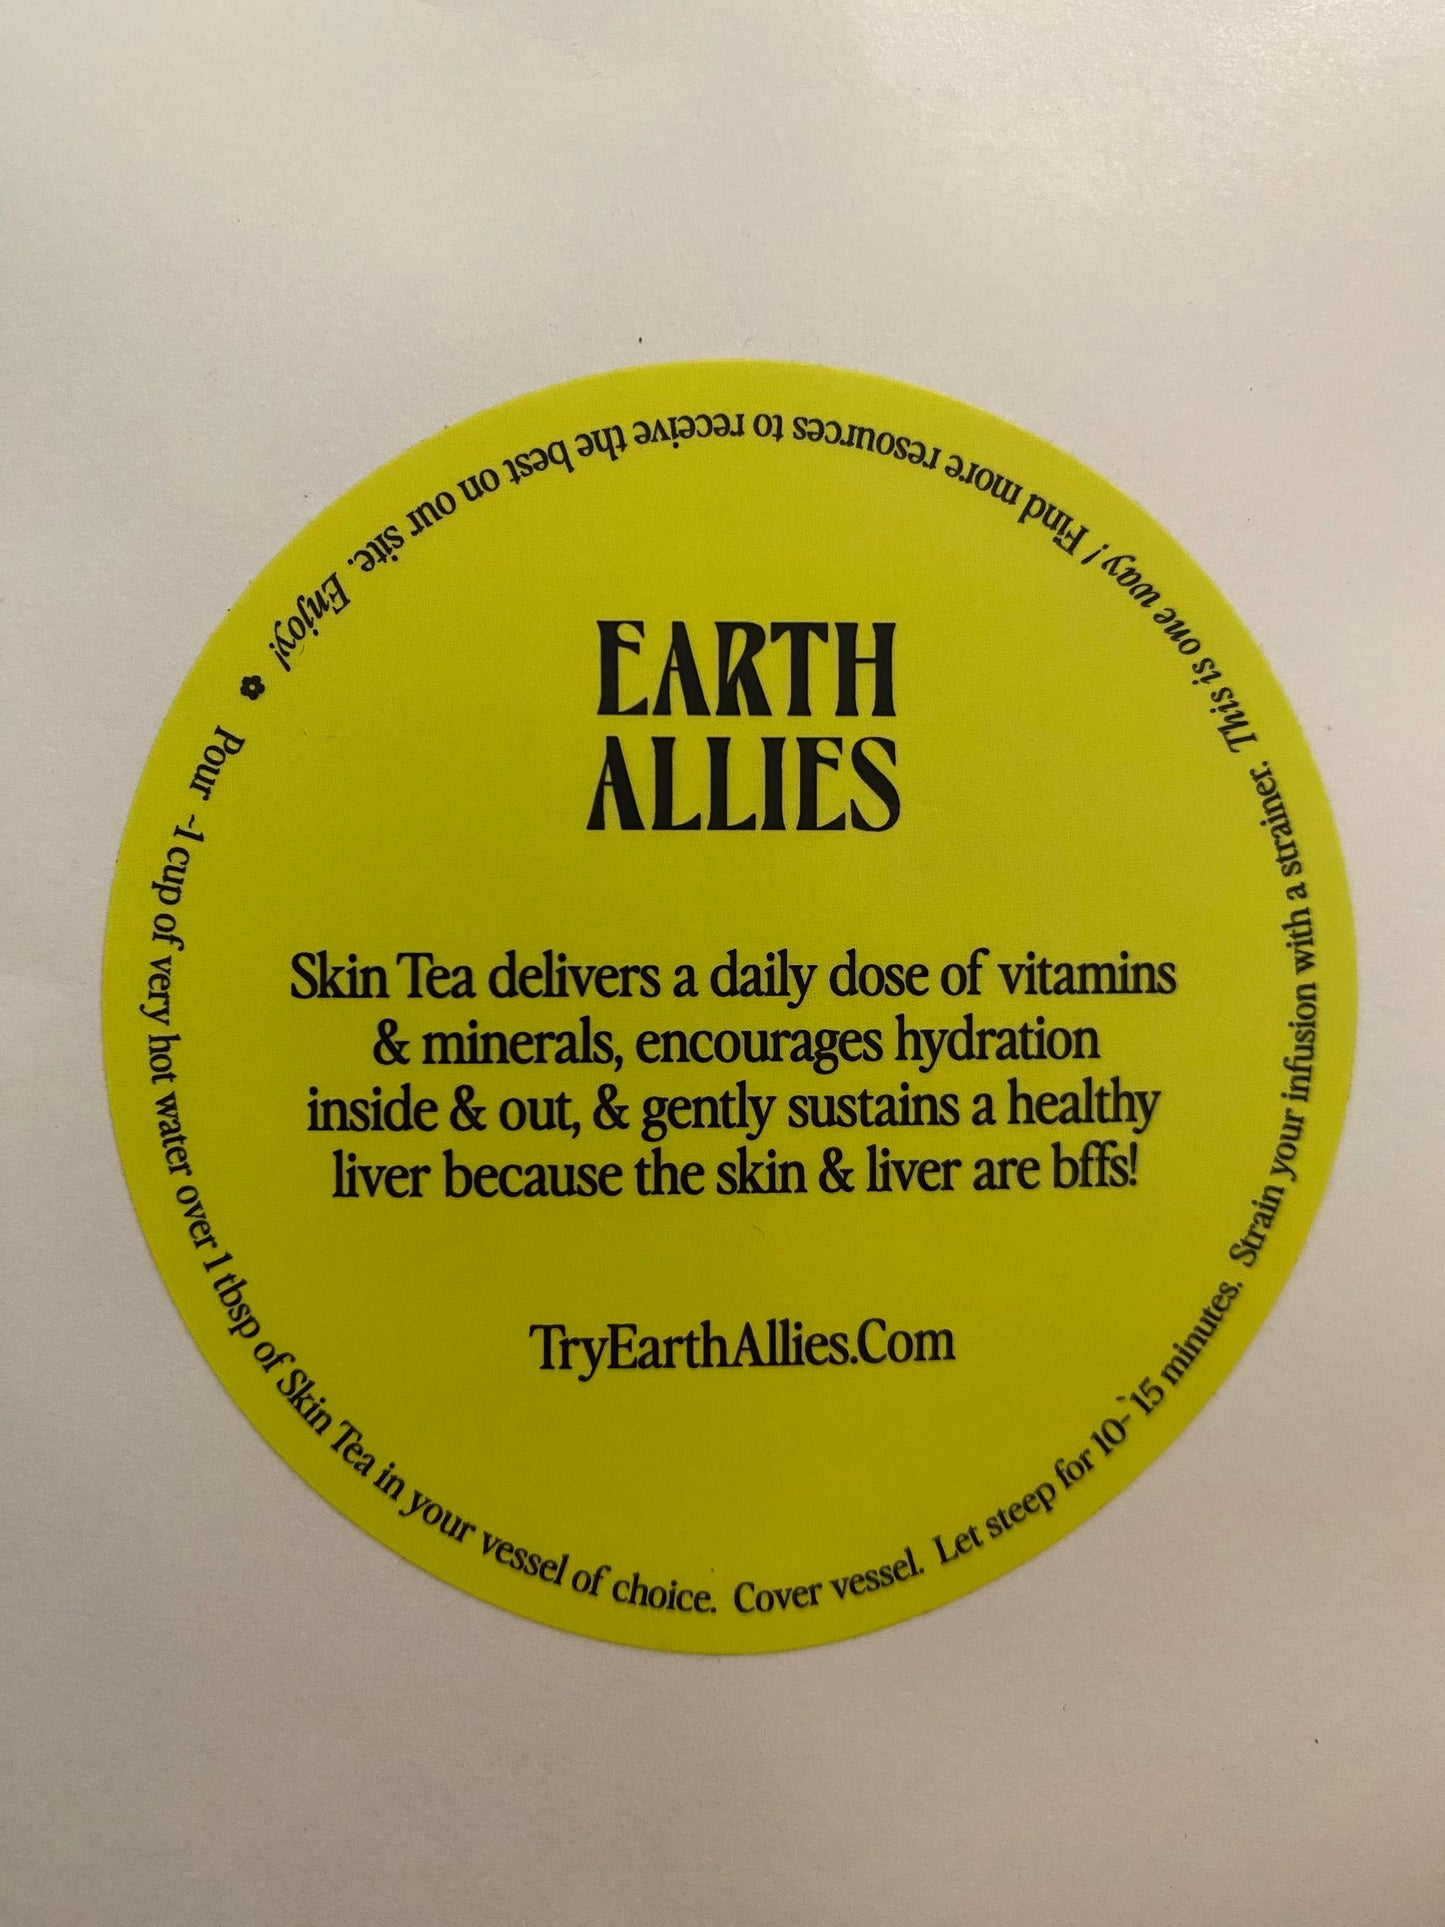 EARTH
ALLIES
Skin Tea delivers a daily dose of vitamins
& minerals, encourages hydration
inside & out, & gently sustains a healthy
liver because the skin & liver are bffs!
TryEarthAllies.Com
Pour ~1 cup of very hot water over 1 tbsp of Skin Tea in your vessel of choice. Cover vessel. Let steep for 10-`15 minutes. Strain your infusion with a strainer. This is one way! Find more resources to receive the best on our site. Enjoy!